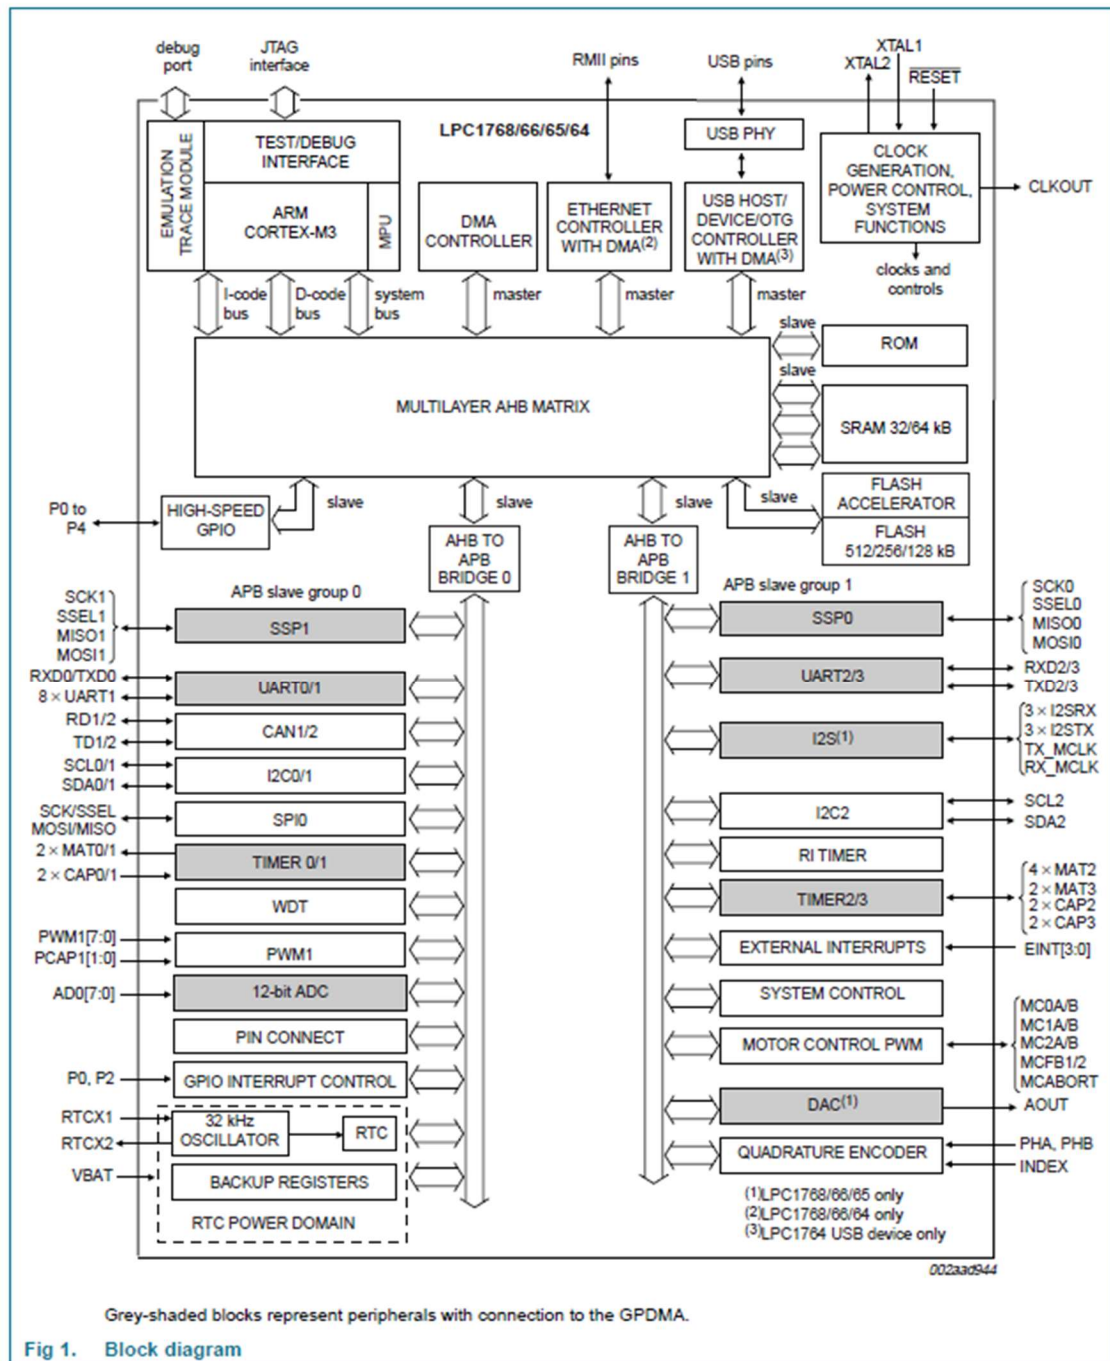 debug port
JTAG interface
RMII pins
USB pins
XTAL1
XTAL2
RESET
LPC1768/66/65/64
EMULATION TRACE MODULE
TEST/DEBUG INTERFACE
ARM CORTEX-M3
MPU
DMA CONTROLLER
ETHERNET CONTROLLER WITH DMA(2)
USB PHY
USB HOST/ DEVICE/OTG CONTROLLER WITH DMA(3)
CLOCK GENERATION, POWER CONTROL, SYSTEM FUNCTIONS
CLKOUT
clocks and controls
I-code bus
D-code bus
system bus
master
master
master
slave
ROM
slave
MULTILAYER AHB MATRIX
SRAM 32/64 kB
P0 to P4
HIGH-SPEED GPIO
slave
slave
slave
slave
FLASH ACCELERATOR
FLASH 512/256/128 kB
AHB TO APB BRIDGE 0
AHB TO APB BRIDGE 1
APB slave group 0
APB slave group 1
SCK1
SSEL1
MISO1
MOSI1
SSP1
SSP0
SCK0
SSEL0
MISO0
MOSI0
RXD0/TXD0
8 × UART1
UART0/1
UART2/3
RXD2/3
TXD2/3
RD1/2
TD1/2
CAN1/2
I2S(1)
3 × I2SRX
3 × I2STX
TX_MCLK
RX_MCLK
SCL0/1
SDA0/1
I2C0/1
I2C2
SCL2
SDA2
SCK/SSEL
MOSI/MISO
SPI0
2 × MAT0/1
2 × CAP0/1
TIMER 0/1
RI TIMER
WDT
TIMER2/3
4 × MAT2
2 × MAT3
2 × CAP2
2 × CAP3
PWM1[7:0]
PCAP1[1:0]
PWM1
EXTERNAL INTERRUPTS
EINT[3:0]
AD0[7:0]
12-bit ADC
SYSTEM CONTROL
PIN CONNECT
MOTOR CONTROL PWM
MC0A/B
MC1A/B
MC2A/B
MCFB1/2
MCABORT
P0, P2
GPIO INTERRUPT CONTROL
DAC(1)
AOUT
RTCX1
RTCX2
32 kHz OSCILLATOR
RTC
QUADRATURE ENCODER
PHA, PHB
INDEX
VBAT
BACKUP REGISTERS
RTC POWER DOMAIN
(1)LPC1768/66/65 only
(2)LPC1768/66/64 only
(3)LPC1764 USB device only
002aad944
Grey-shaded blocks represent peripherals with connection to the GPDMA.
Fig 1. Block diagram